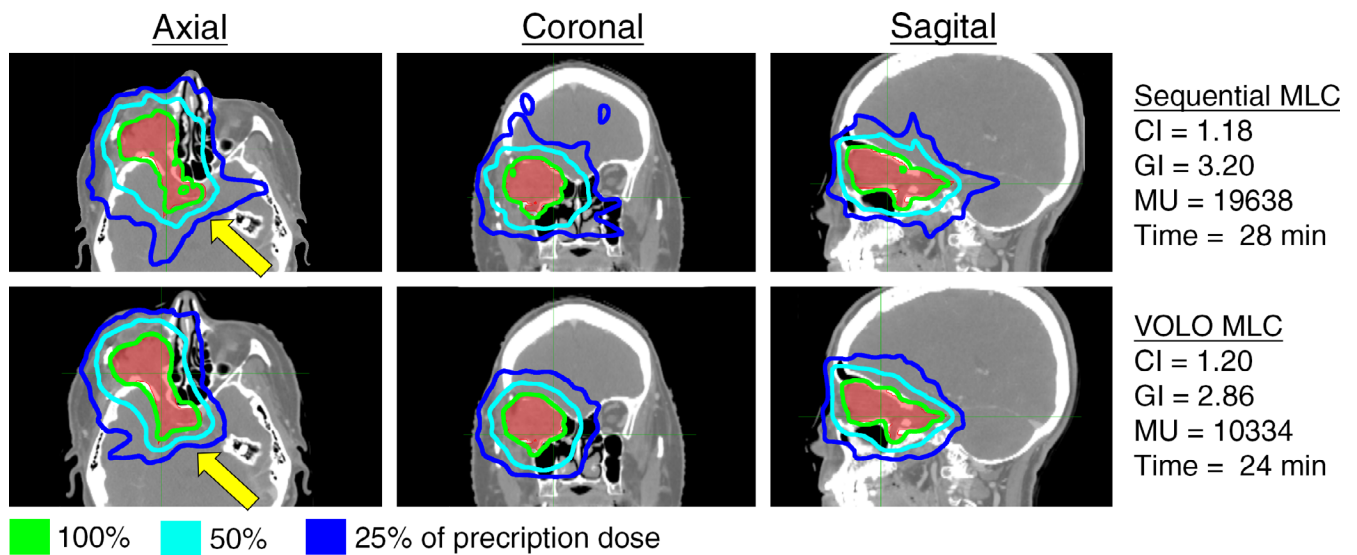 Axial
Coronal
Sagital
Sequential MLC
CI = 1.18
GI = 3.20
MU = 19638
Time = 28 min
VOLO MLC
CI = 1.20
GI = 2.86
MU = 10334
Time = 24 min
100%
50%
25% of precription dose